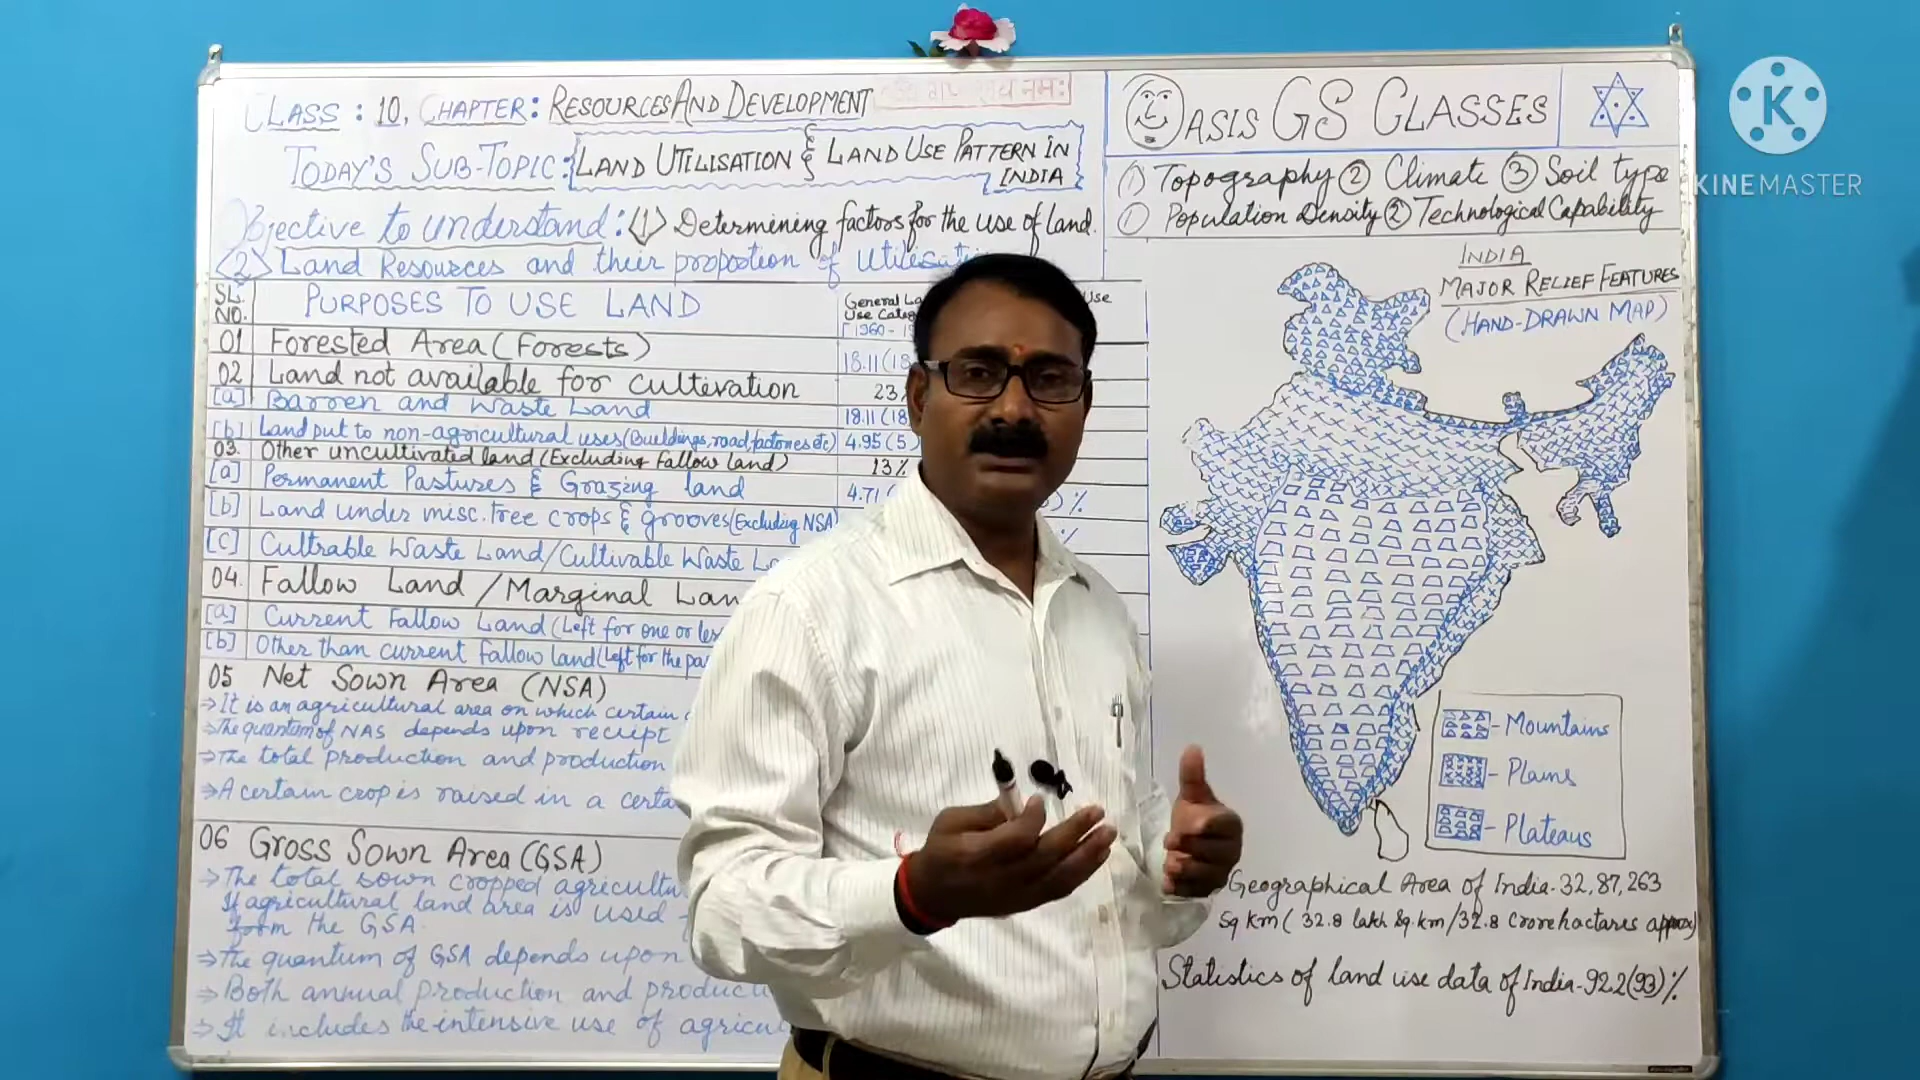 CLASS : 10, CHAPTER: RESOURCES AND DEVELOPMENT
TODAY'S SUB-TOPIC: LAND UTILISATION & LAND USE PATTERN IN INDIA
Objective to understand: (1) Determining factors for the use of land.
(2) Land Resources and their proportion of
SL. NO. PURPOSES TO USE LAND General Use
01 Forested Area (Forests) 18.11(18
02 Land not available for cultivation 23
[a] Barren and Waste Land 18.11(18
[b] Land put to non-agricultural uses (Buildings, road, factories etc) 4.95(5
03. Other uncultivated land (Excluding Fallow Land) 13%
[a] Permanent Pastures & Grazing land 4.71 %
[b] Land under misc. tree crops & grooves (Excluding NSA) %
[c] Cultrable Waste Land/Cultivable Waste
04. Fallow Land / Marginal
[a] Current Fallow Land (Left for one or
[b] Other than current fallow land (Left for the
05 Net Sown Area (NSA)
⇒ It is an agricultural area on which certain
⇒ The quantum of NAS depends upon receipt
⇒ The total production and production
⇒ A certain crop is raised in a
06 Gross Sown Area (GSA)
⇒ The total sown cropped
If agricultural land area is used
form the GSA.
⇒ The quantum of GSA depends upon
⇒ Both annual production and
⇒ It includes the intensive use of
OASIS GS CLASSES
(1) Topography (2) Climate (3) Soil type
(1) Population Density (2) Technological Capability
INDIA
MAJOR RELIEF FEATURES
(HAND-DRAWN MAP)
- Mountains
- Plains
- Plateaus
Geographical Area of India-32,87,263
Sq Km ( 32.8 lakh Sq.km/32.8 crore hactares approx)
Statistics of land use data of India-92.2(93)%
K
KINEMASTER